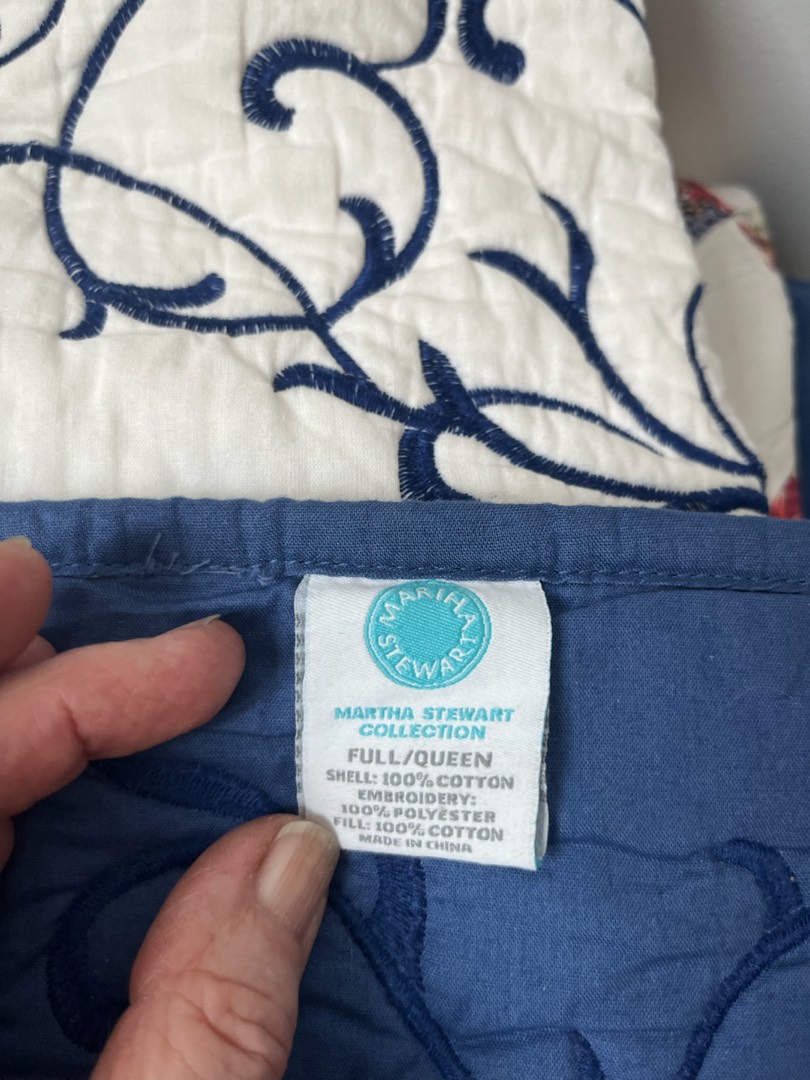 MARTHA
STEWART
MARTHA STEWART
COLLECTION
FULL/QUEEN
SHELL: 100% COTTON
EMBROIDERY:
100% POLYESTER
FILL: 100% COTTON
MADE IN CHINA